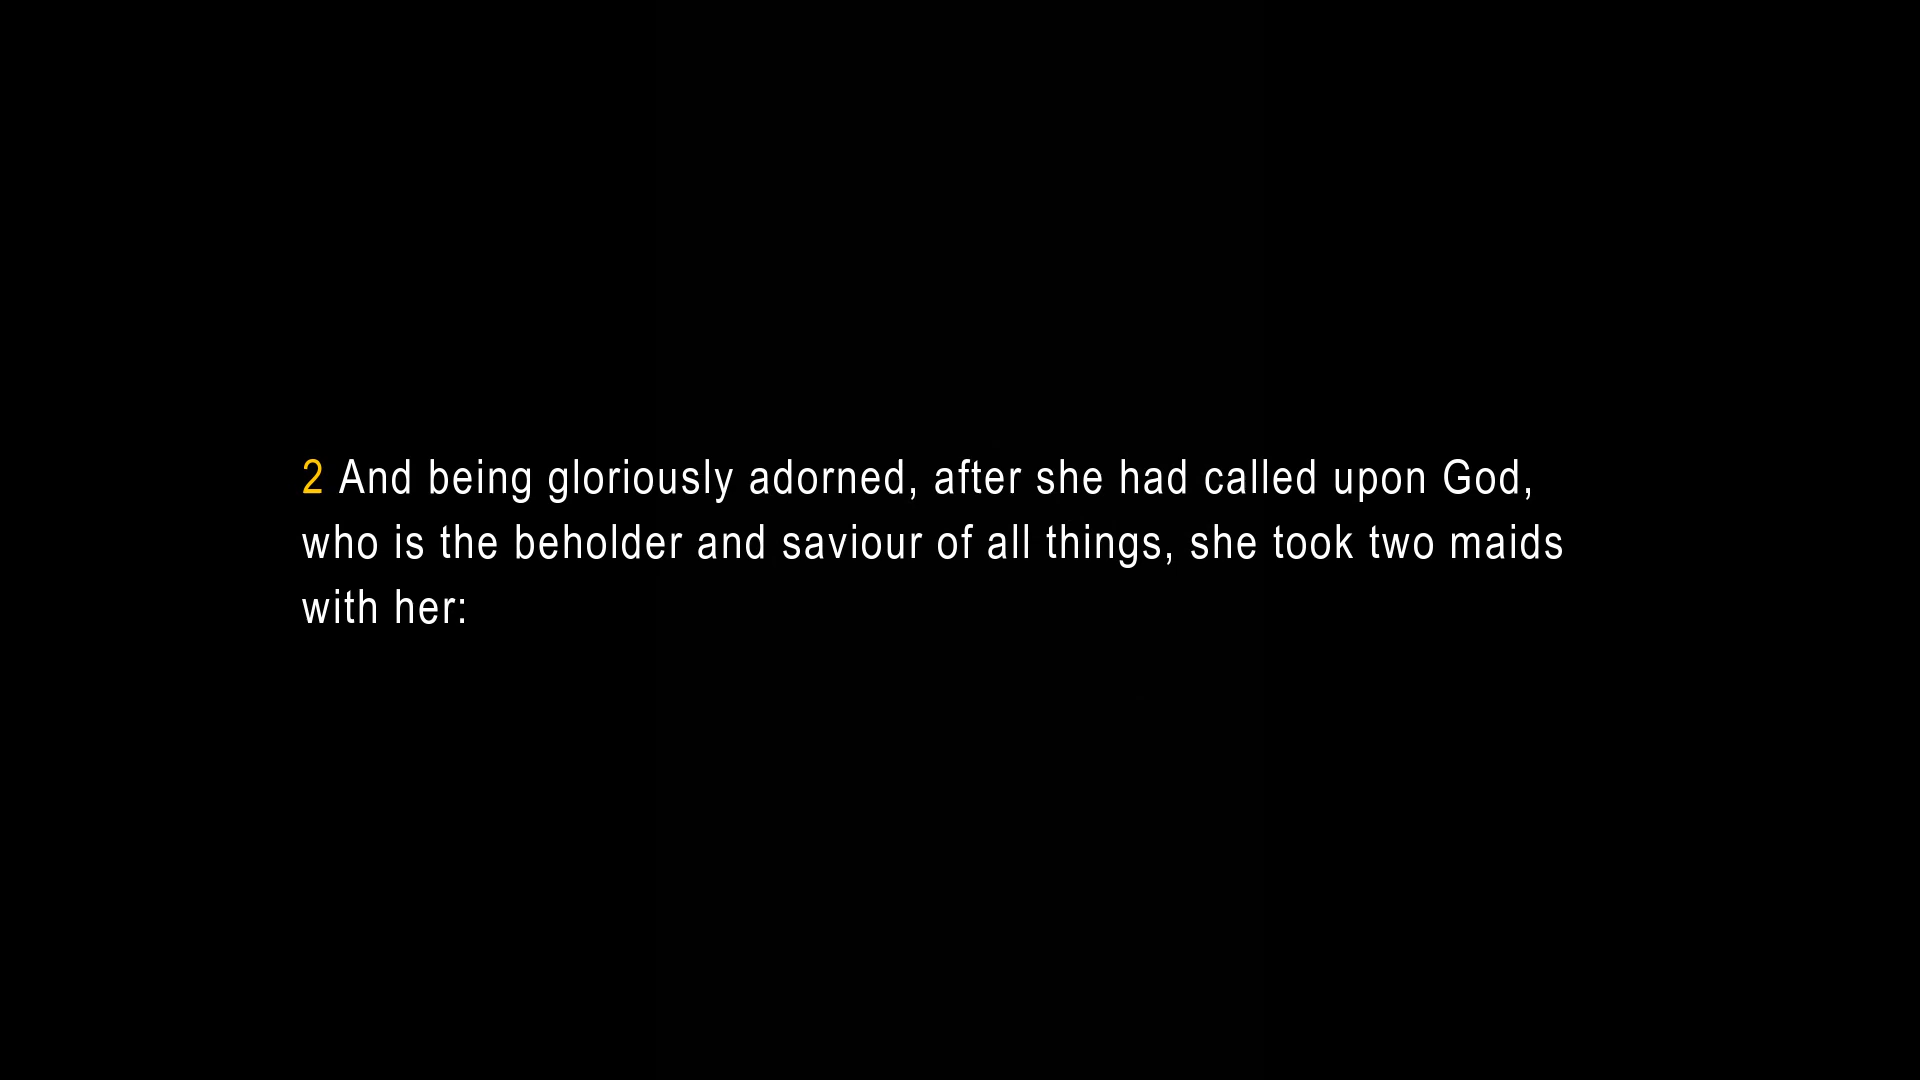 2 And being gloriously adorned, after she had called upon God,
who is the beholder and saviour of all things, she took two maids
with her: